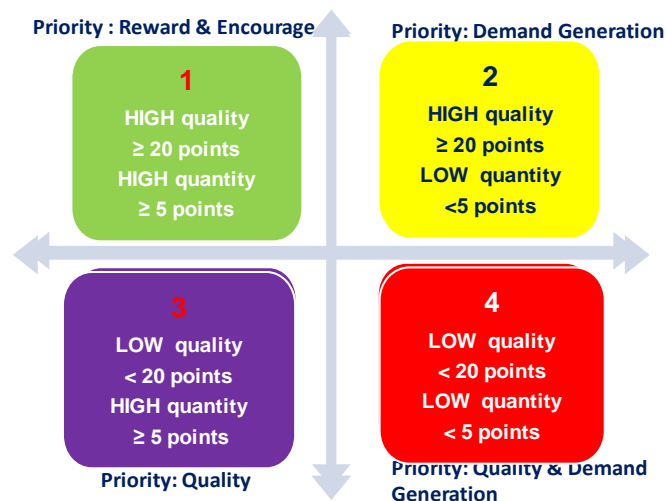 Priority : Reward & Encourage
1
HIGH quality
≥ 20 points
HIGH quantity
≥ 5 points
Priority: Demand Generation
2
HIGH quality
≥ 20 points
LOW quantity
<5 points
3
LOW quality
< 20 points
HIGH quantity
≥ 5 points
Priority: Quality
4
LOW quality
< 20 points
LOW quantity
< 5 points
Priority: Quality & Demand
Generation